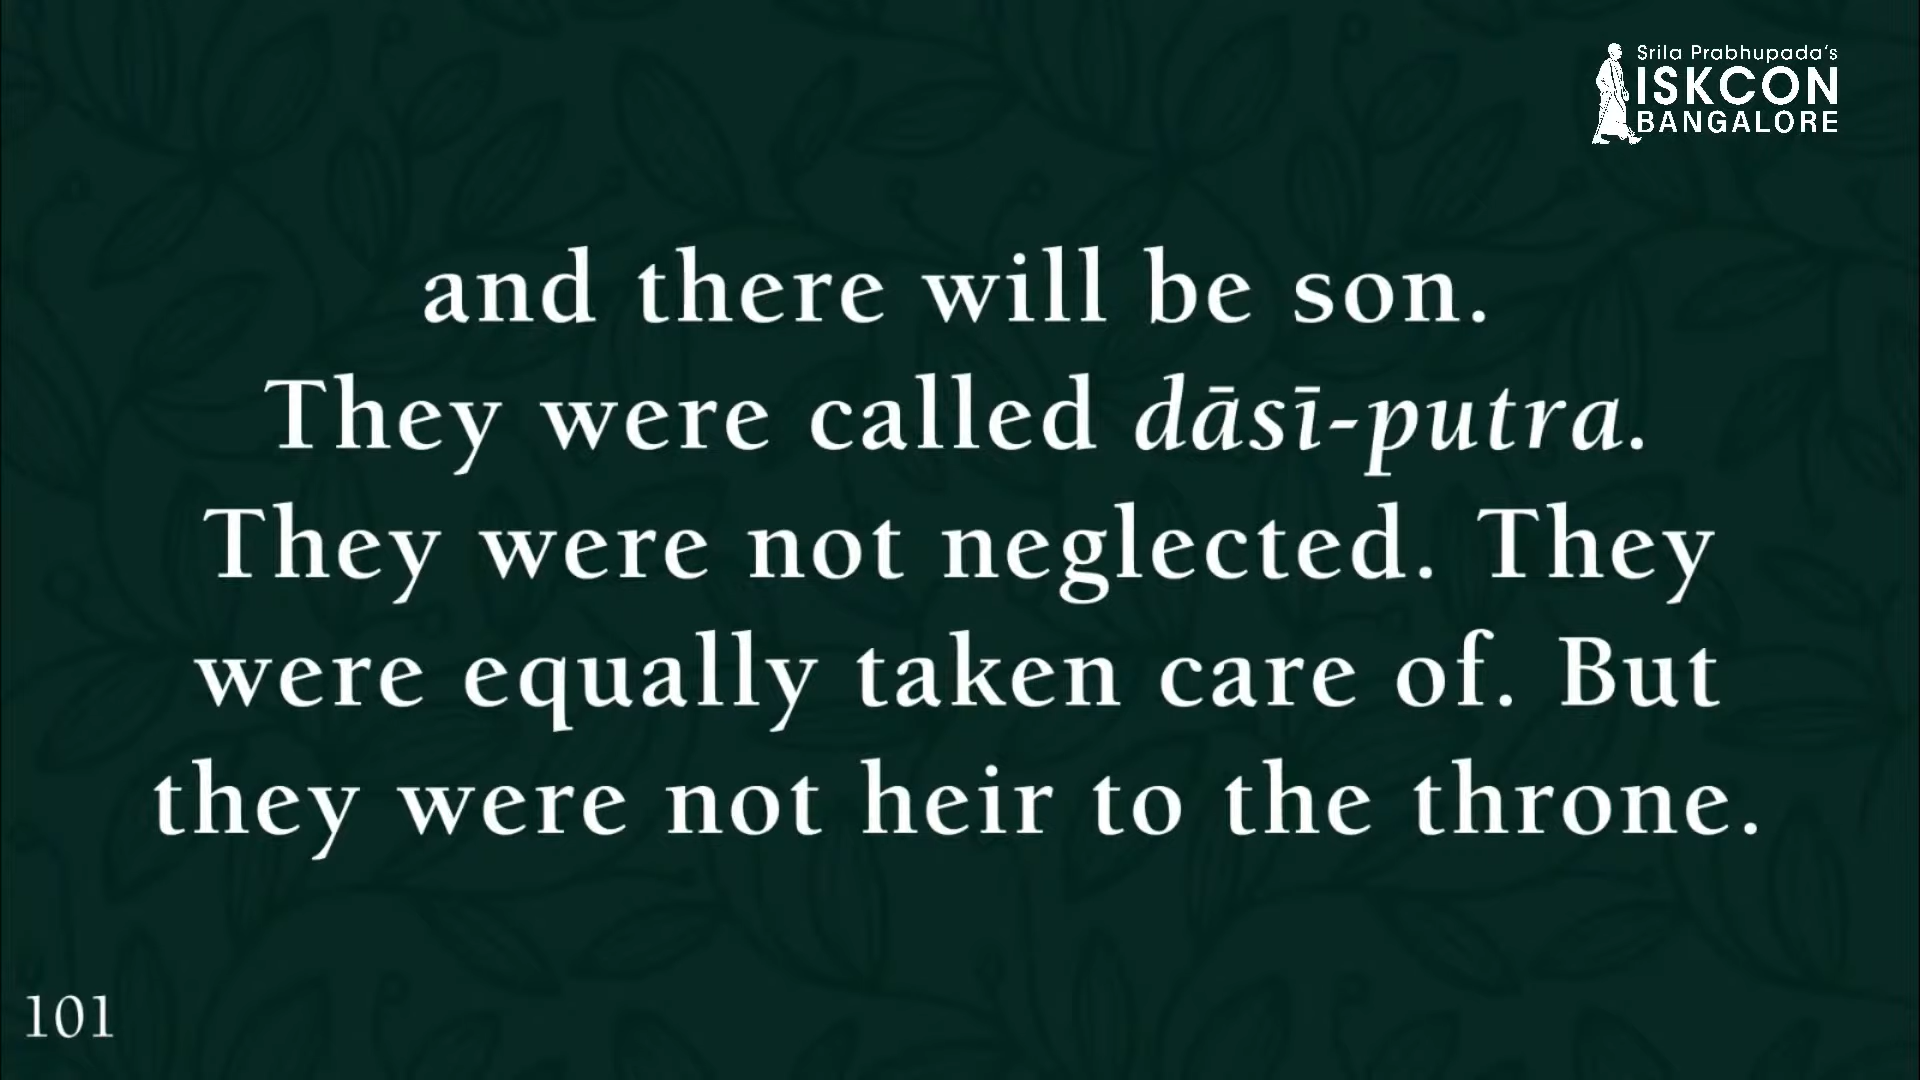 Srila Prabhupada's
ISKCON
BANGALORE
and there will be son.
They were called dāsī-putra.
They were not neglected. They
were equally taken care of. But
they were not heir to the throne.
101